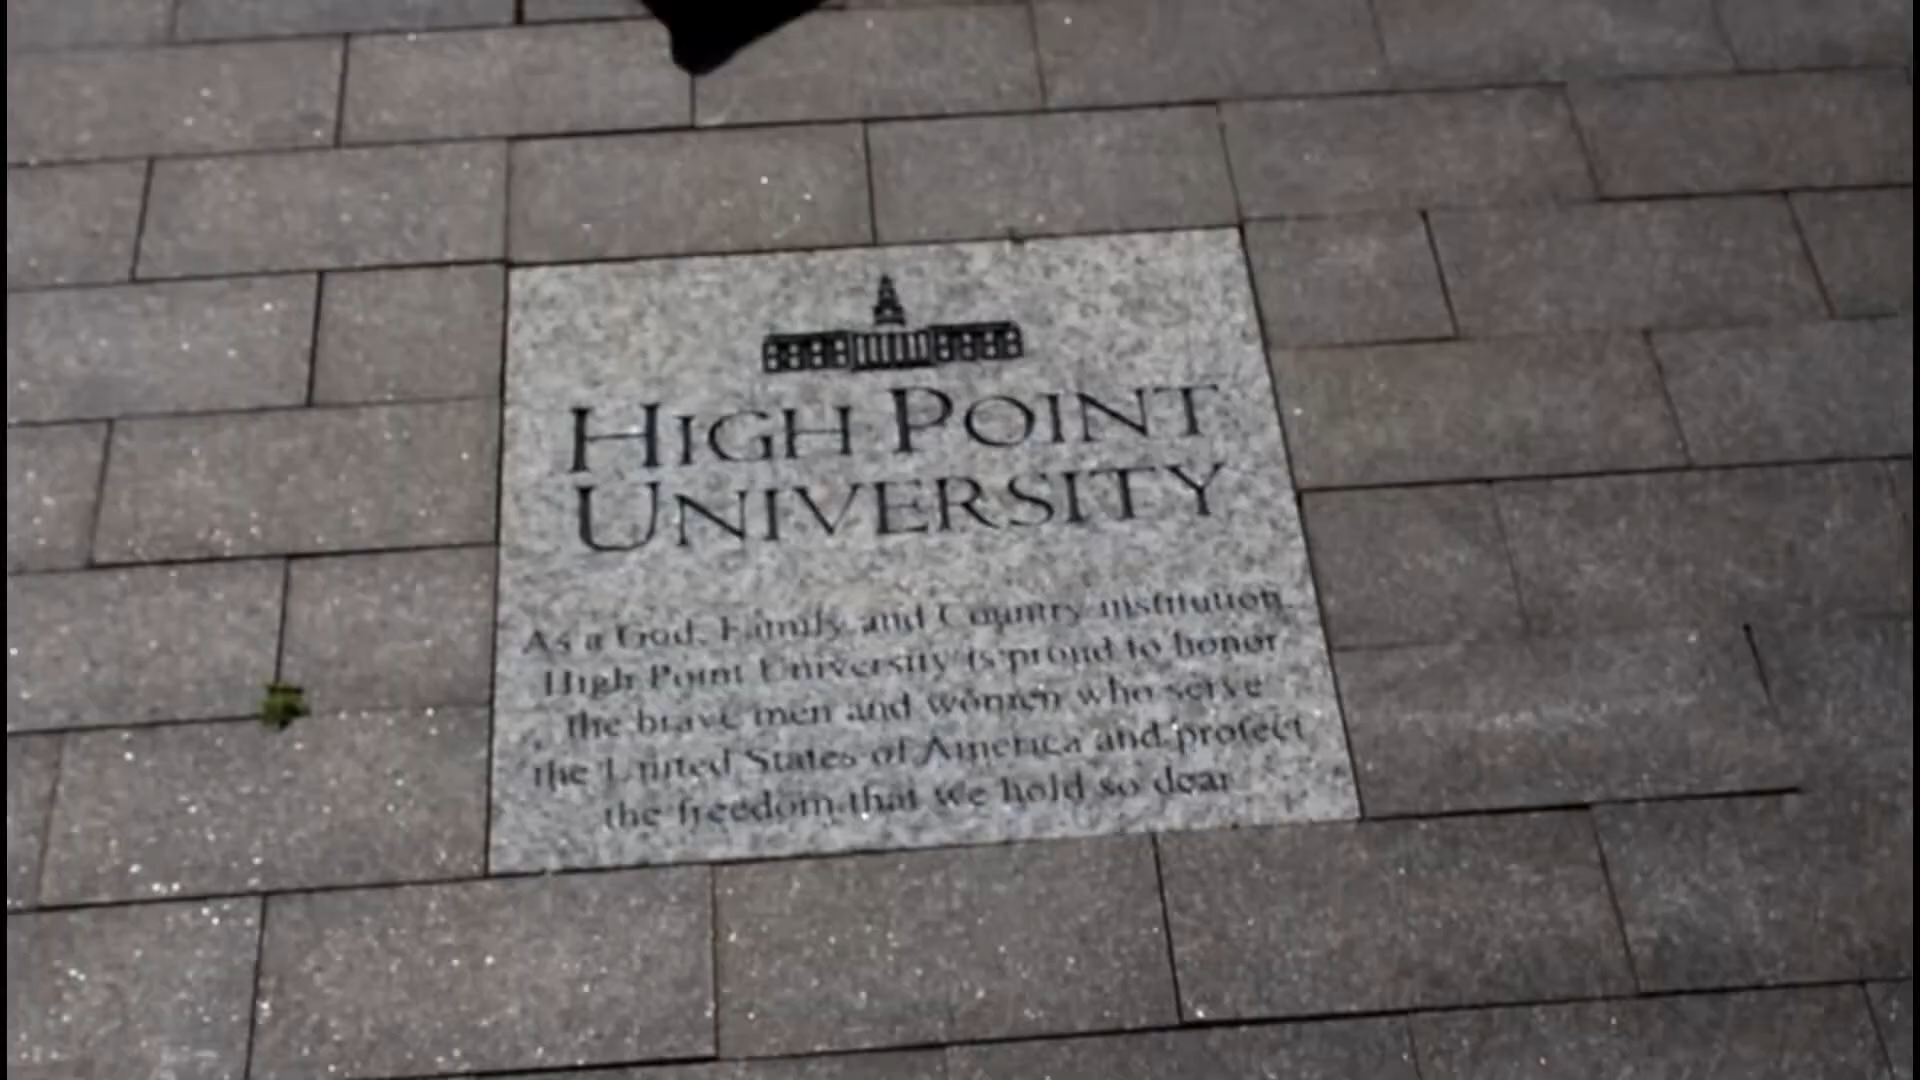 HIGH POINT
UNIVERSITY
As a God, Family and Country institution
High Point University is proud to honor
the brave men and women who serve
the United States of America and protect
the freedom that we hold so dear